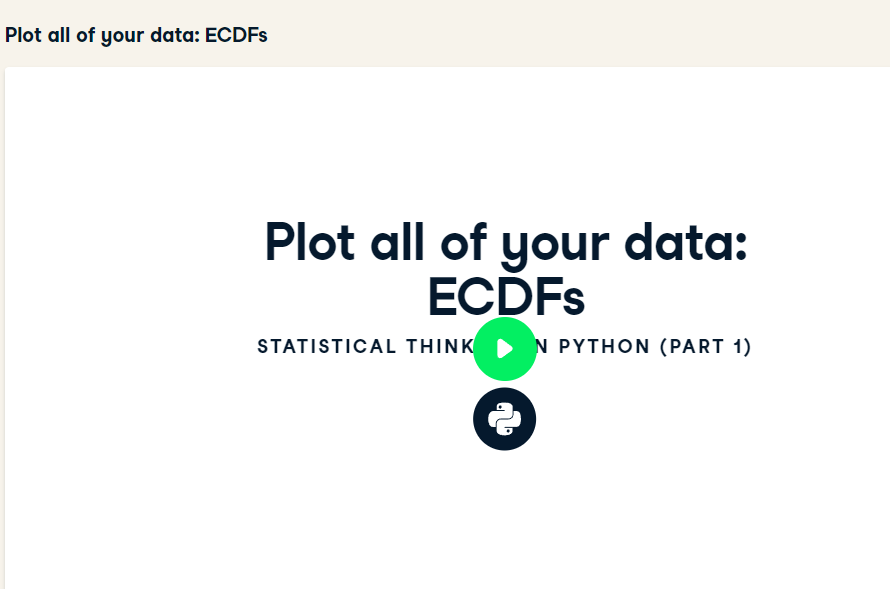 Plot all of your data: ECDFs
Plot all of your data:
ECDFs
STATISTICAL THINK N PYTHON (PART 1)